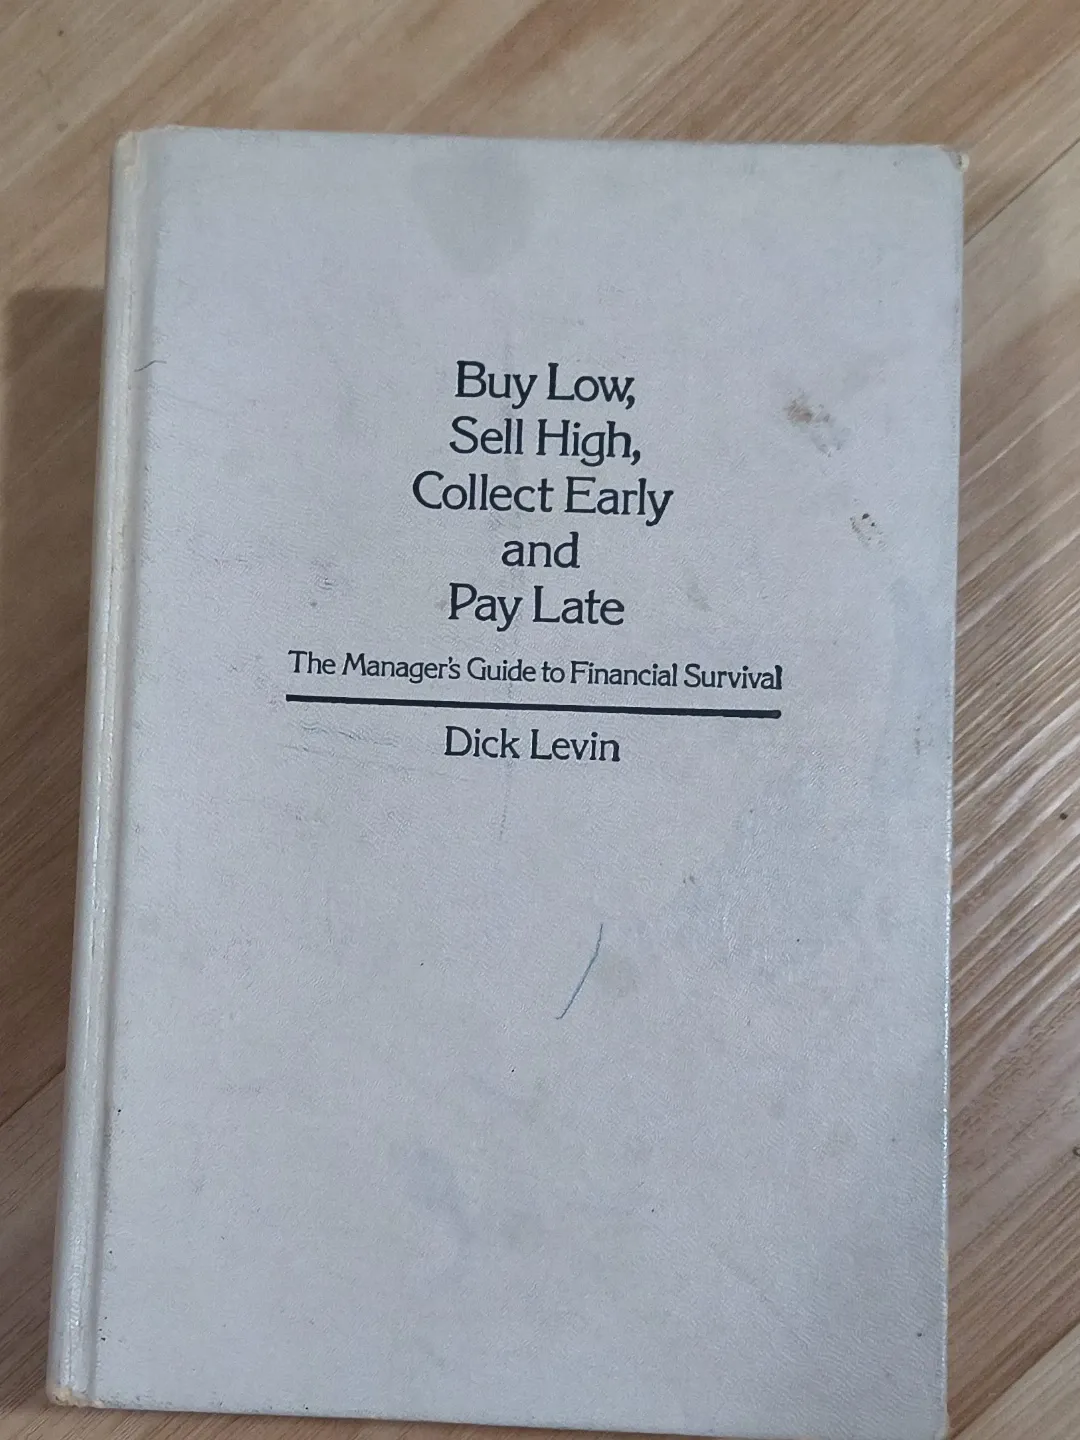 Buy Low,
Sell High,
Collect Early
and
Pay Late
The Manager's Guide to Financial Survival
Dick Levin